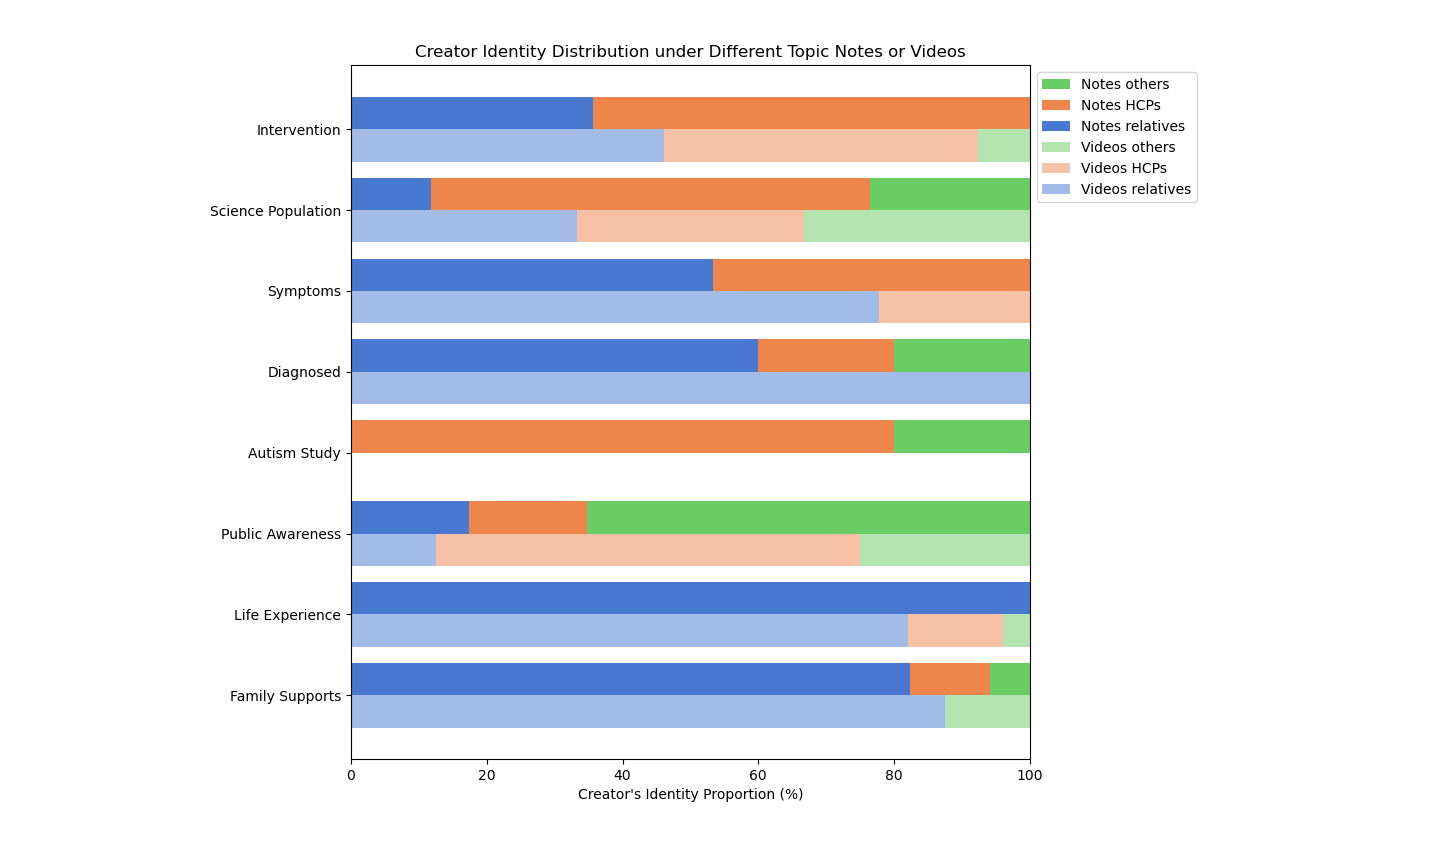 Creator Identity Distribution under Different Topic Notes or Videos
Notes others
Notes HCPs
Notes relatives
Videos others
Videos HCPs
Videos relatives
Intervention
Science Population
Symptoms
Diagnosed
Autism Study
Public Awareness
Life Experience
Family Supports
0 20 40 60 80 100
Creator's Identity Proportion (%)